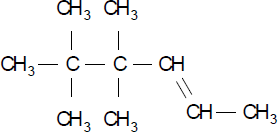 CH₃ CH₃
CH₃ — C — C — CH
CH₃ CH₃ CH — CH₃